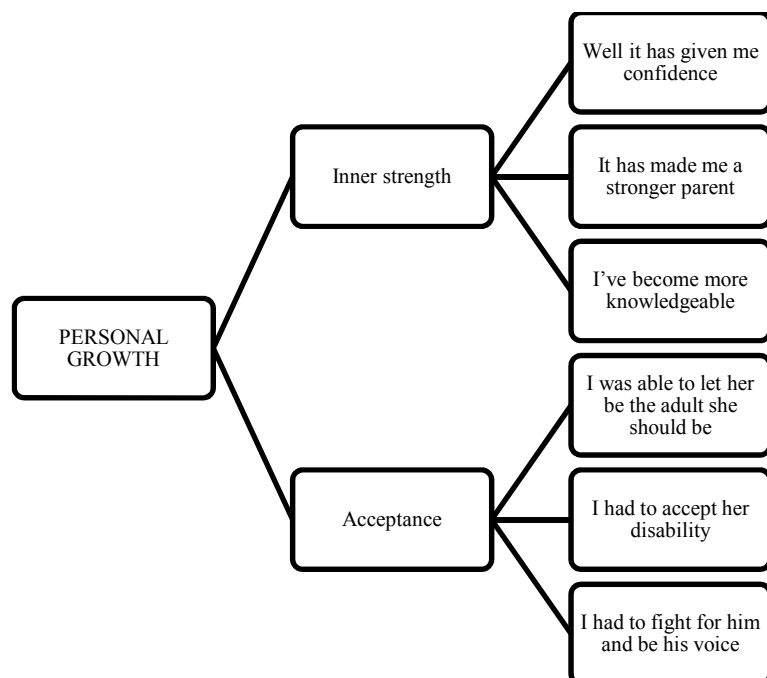 Well it has given me
confidence
Inner strength
It has made me a
stronger parent
I've become more
knowledgeable
PERSONAL
GROWTH
I was able to let her
be the adult she
should be
Acceptance
I had to accept her
disability
I had to fight for him
and be his voice